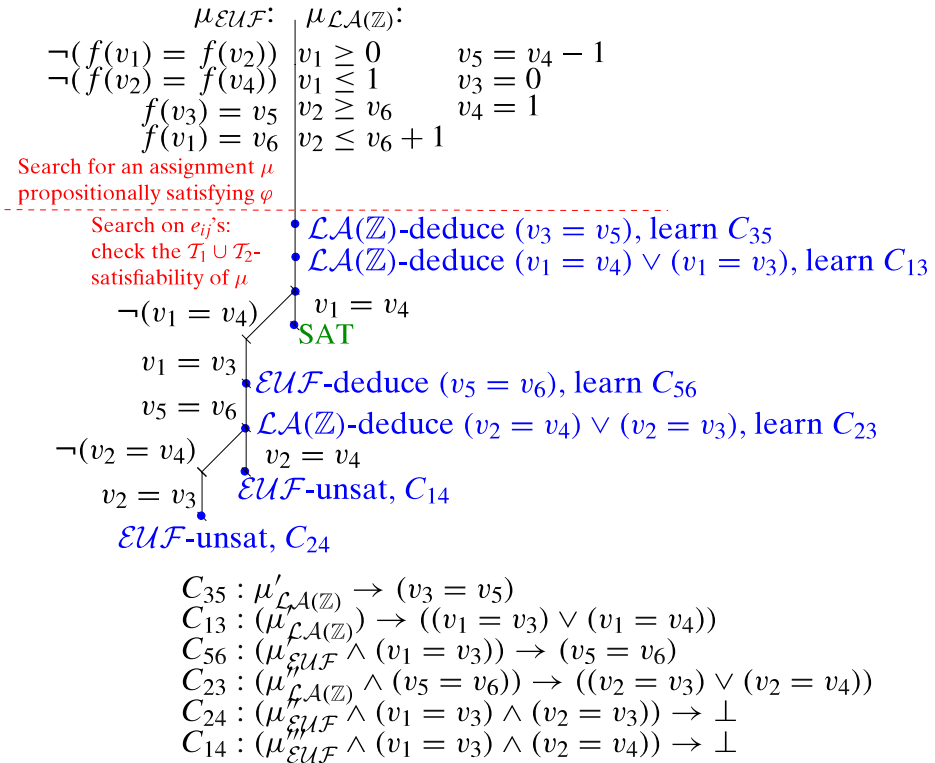 μ_ℰ𝒰ℱ: μ_ℒ𝒜(ℤ):
¬(f(v₁) = f(v₂)) v₁ ≥ 0 v₅ = v₄ − 1
¬(f(v₂) = f(v₄)) v₁ ≤ 1 v₃ = 0
f(v₃) = v₅ v₂ ≥ v₆ v₄ = 1
f(v₁) = v₆ v₂ ≤ v₆ + 1
Search for an assignment μ
propositionally satisfying φ
Search on e_ij's:
check the 𝒯₁ ∪ 𝒯₂-
satisfiability of μ
ℒ𝒜(ℤ)-deduce (v₃ = v₅), learn C₃₅
ℒ𝒜(ℤ)-deduce (v₁ = v₄) ∨ (v₁ = v₃), learn C₁₃
¬(v₁ = v₄) v₁ = v₄
SAT
v₁ = v₃
ℰ𝒰ℱ-deduce (v₅ = v₆), learn C₅₆
v₅ = v₆
ℒ𝒜(ℤ)-deduce (v₂ = v₄) ∨ (v₂ = v₃), learn C₂₃
¬(v₂ = v₄) v₂ = v₄
ℰ𝒰ℱ-unsat, C₁₄
v₂ = v₃
ℰ𝒰ℱ-unsat, C₂₄
C₃₅ : μ′_ℒ𝒜(ℤ) → (v₃ = v₅)
C₁₃ : (μ′_ℒ𝒜(ℤ)) → ((v₁ = v₃) ∨ (v₁ = v₄))
C₅₆ : (μ′_ℰ𝒰ℱ ∧ (v₁ = v₃)) → (v₅ = v₆)
C₂₃ : (μ″_ℒ𝒜(ℤ) ∧ (v₅ = v₆)) → ((v₂ = v₃) ∨ (v₂ = v₄))
C₂₄ : (μ″_ℰ𝒰ℱ ∧ (v₁ = v₃) ∧ (v₂ = v₃)) → ⊥
C₁₄ : (μ‴_ℰ𝒰ℱ ∧ (v₁ = v₃) ∧ (v₂ = v₄)) → ⊥